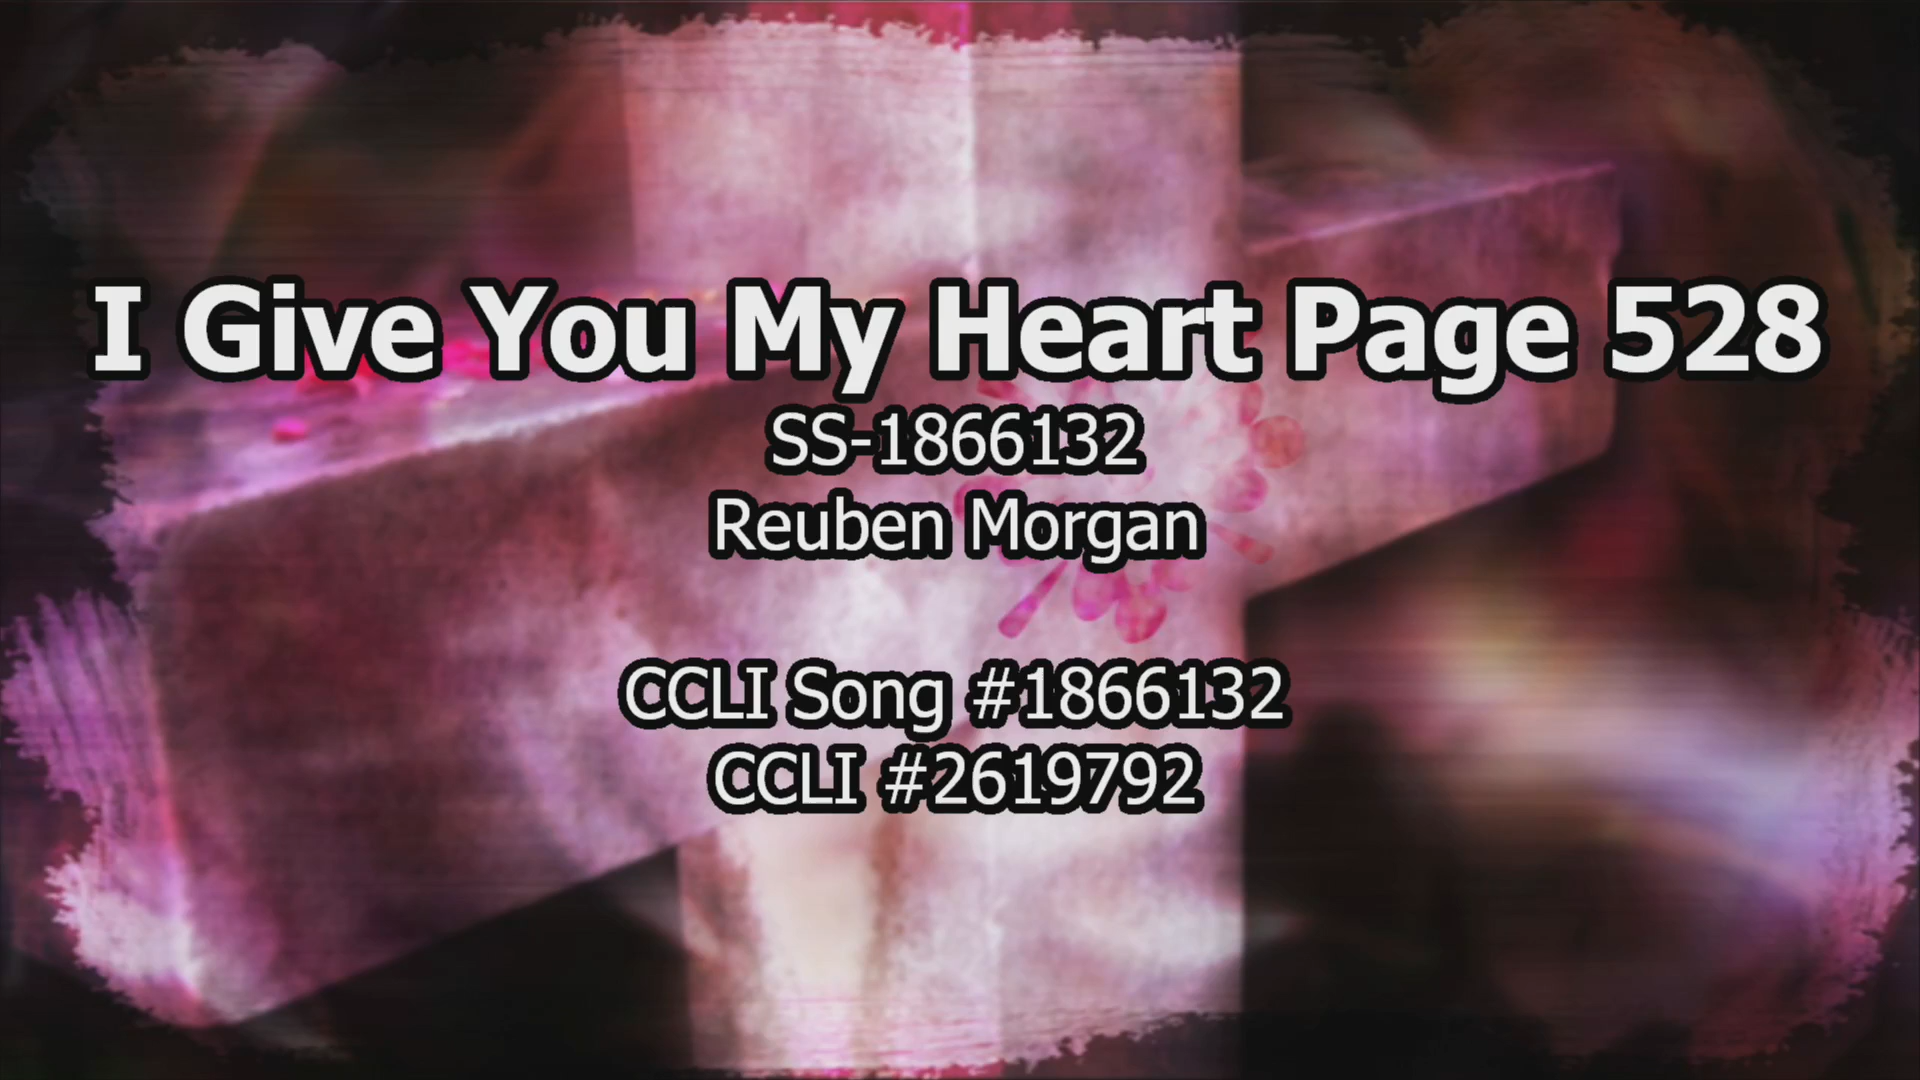 I Give You My Heart Page 528
SS-1866132
Reuben Morgan
CCLI Song #1866132
CCLI #2619792